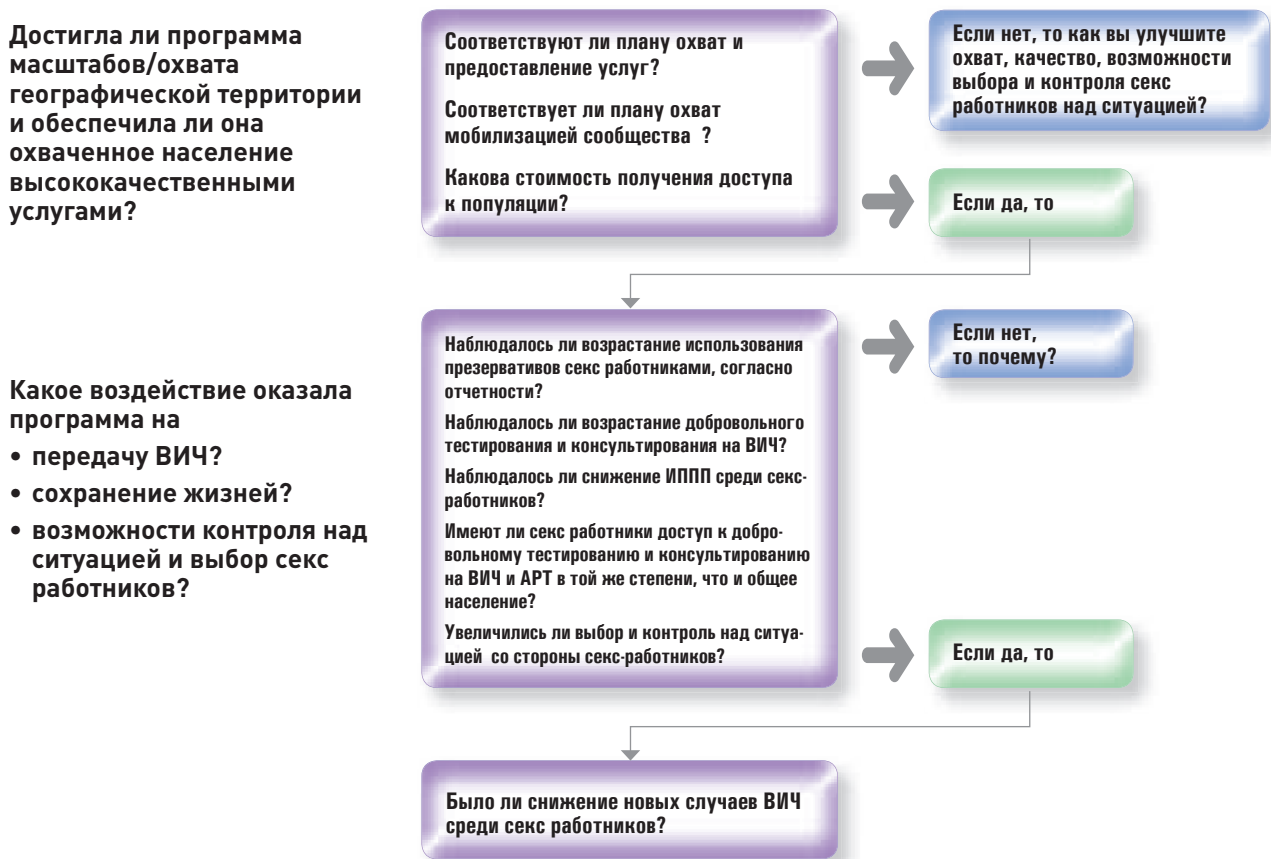 Достигла ли программа
масштабов/охвата
географической территории
и обеспечила ли она
охваченное население
высококачественными
услугами?
Соответствуют ли плану охват и
предоставление услуг?
Соответствует ли плану охват
мобилизацией сообщества ?
Какова стоимость получения доступа
к популяции?
Если нет, то как вы улучшите
охват, качество, возможности
выбора и контроля секс
работников над ситуацией?
Если да, то
Какое воздействие оказала
программа на
• передачу ВИЧ?
• сохранение жизней?
• возможности контроля над
ситуацией и выбор секс
работников?
Наблюдалось ли возрастание использования
презервативов секс работниками, согласно
отчетности?
Наблюдалось ли возрастание добровольного
тестирования и консультирования на ВИЧ?
Наблюдалось ли снижение ИППП среди секс-
работников?
Имеют ли секс работники доступ к добро-
вольному тестированию и консультированию
на ВИЧ и АРТ в той же степени, что и общее
население?
Увеличились ли выбор и контроль над ситуа-
цией со стороны секс-работников?
Если нет,
то почему?
Если да, то
Было ли снижение новых случаев ВИЧ
среди секс работников?